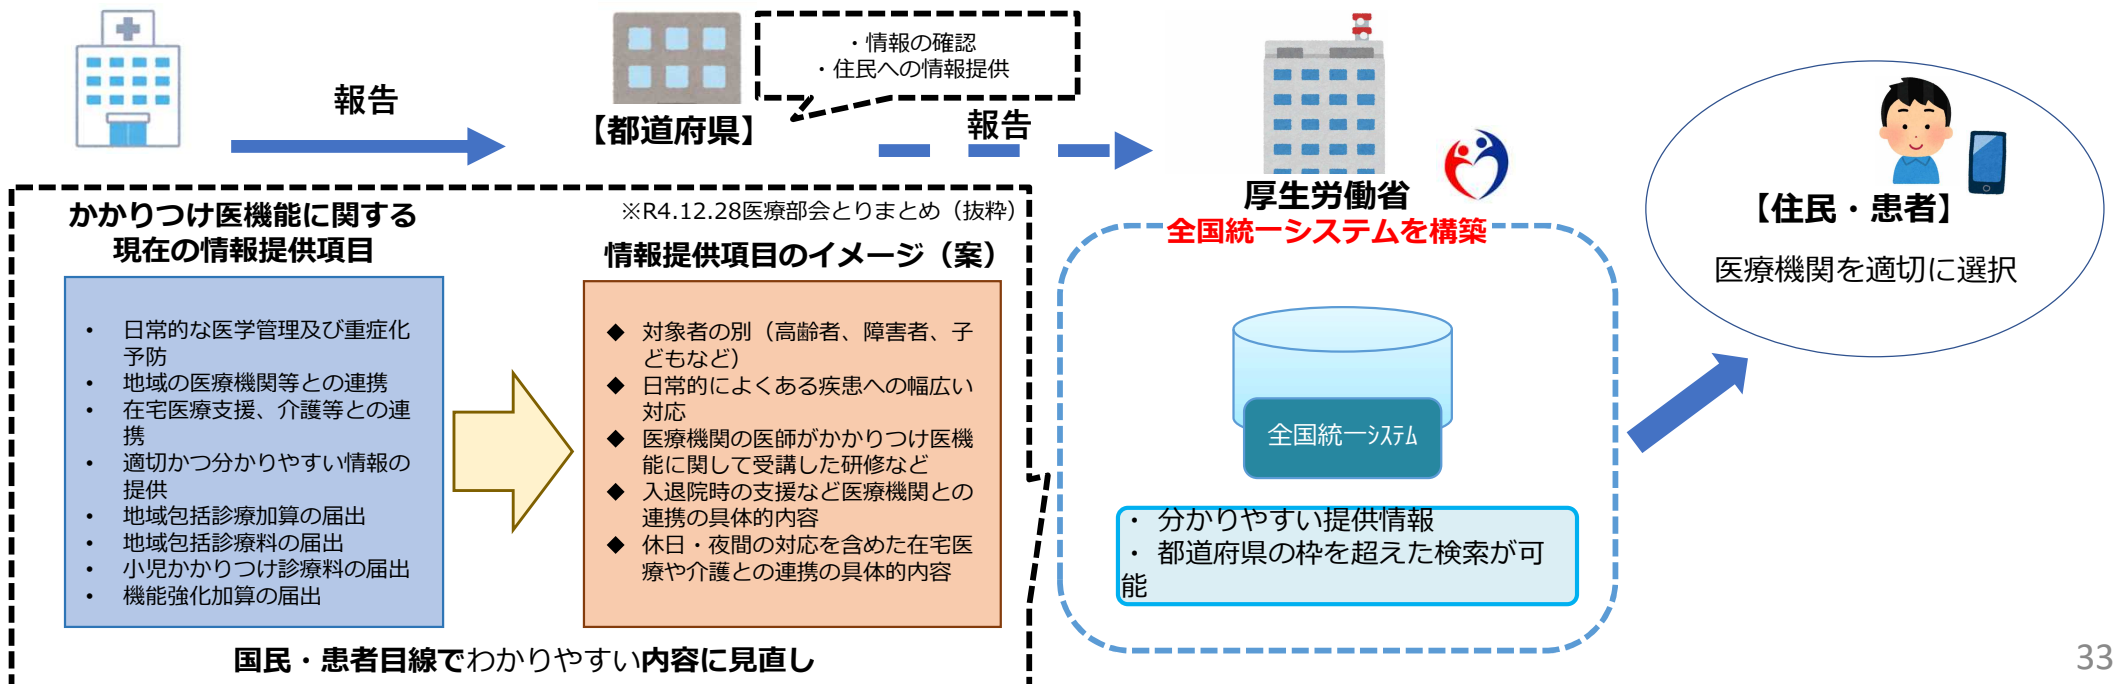 ・情報の確認
・住民への情報提供
報告
【都道府県】
報告
厚生労働省
全国統一システムを構築
【住民・患者】
医療機関を適切に選択
かかりつけ医機能に関する
現在の情報提供項目
• 日常的な医学管理及び重症化
予防
• 地域の医療機関等との連携
• 在宅医療支援、介護等との連
携
• 適切かつ分かりやすい情報の
提供
• 地域包括診療加算の届出
• 地域包括診療料の届出
• 小児かかりつけ診療料の届出
• 機能強化加算の届出
※R4.12.28医療部会とりまとめ（抜粋）
情報提供項目のイメージ（案）
◆ 対象者の別（高齢者、障害者、子
どもなど）
◆ 日常的によくある疾患への幅広い
対応
◆ 医療機関の医師がかかりつけ医機
能に関して受講した研修など
◆ 入退院時の支援など医療機関との
連携の具体的内容
◆ 休日・夜間の対応を含めた在宅医
療や介護との連携の具体的内容
国民・患者目線でわかりやすい内容に見直し
全国統一ｼｽﾃﾑ
・ 分かりやすい提供情報
・ 都道府県の枠を超えた検索が可
能
33